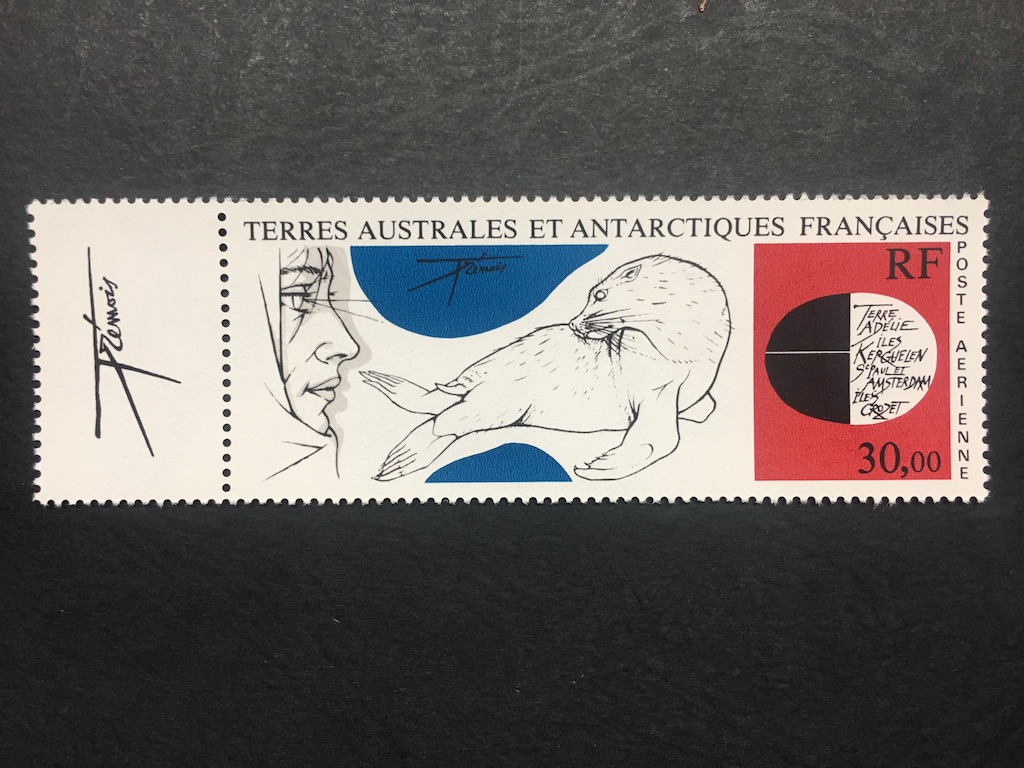 TERRES AUSTRALES ET ANTARCTIQUES FRANÇAISES
RF
POSTE AERIENNE
TERRE
ADÉLIE
ILES
KERGUELEN
St PAUL ET
AMSTERDAM
ILES
CROZET
30,00